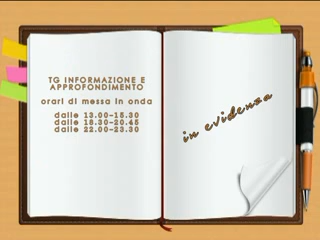 TG INFORMAZIONE E
APPROFONDIMENTO
orari di messa in onda
dalle 13.00-15.30
dalle 18.30-20.45
dalle 22.00-23.30
in evidenza